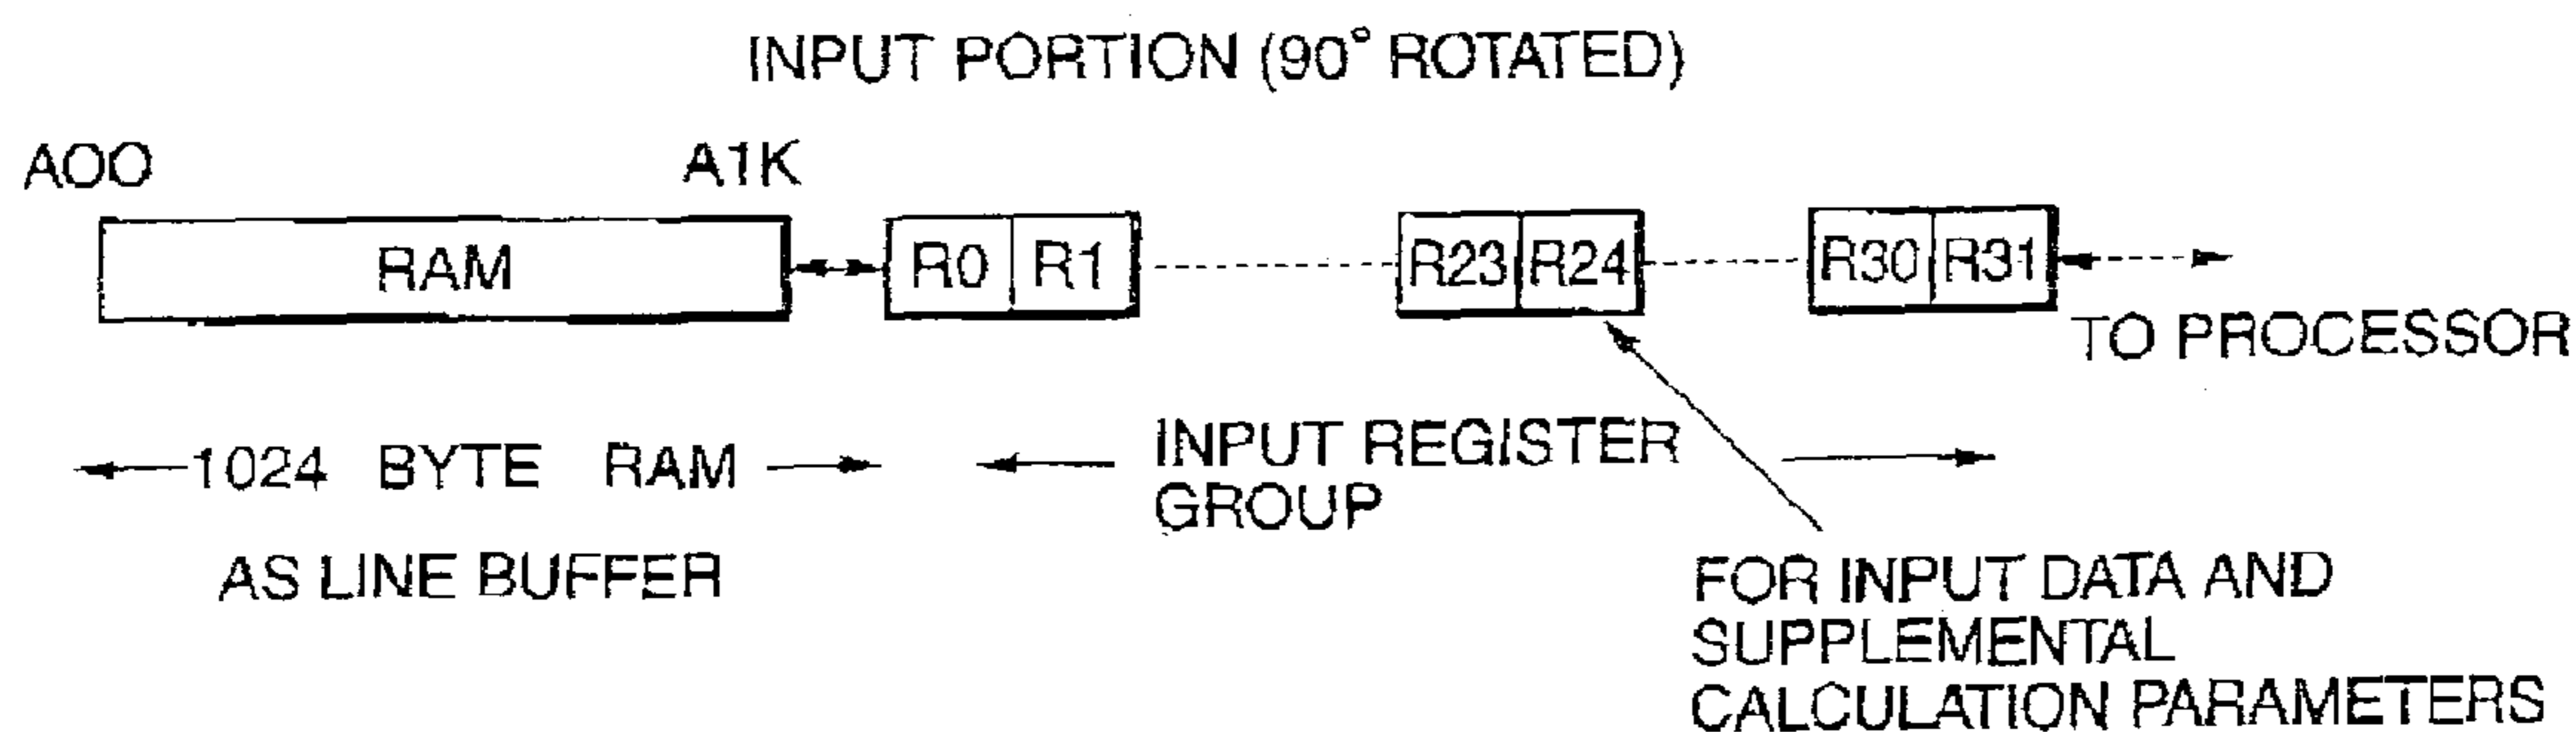 INPUT PORTION (90° ROTATED)
A00
A1K
RAM
R0
R1
R23
R24
R30
R31
TO PROCESSOR
1024 BYTE RAM
AS LINE BUFFER
INPUT REGISTER
GROUP
FOR INPUT DATA AND
SUPPLEMENTAL
CALCULATION PARAMETERS